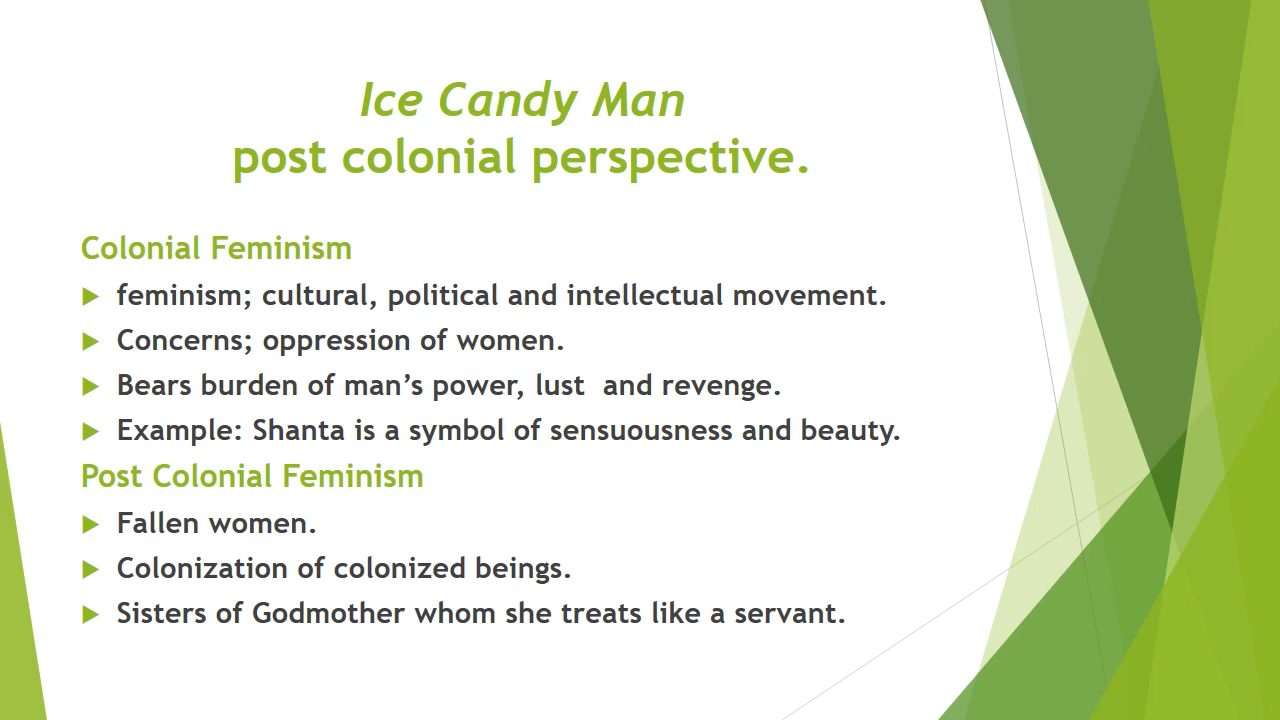 Ice Candy Man
post colonial perspective.
Colonial Feminism
feminism; cultural, political and intellectual movement.
Concerns; oppression of women.
Bears burden of man’s power, lust  and revenge.
Example: Shanta is a symbol of sensuousness and beauty.
Post Colonial Feminism
Fallen women.
Colonization of colonized beings.
Sisters of Godmother whom she treats like a servant.